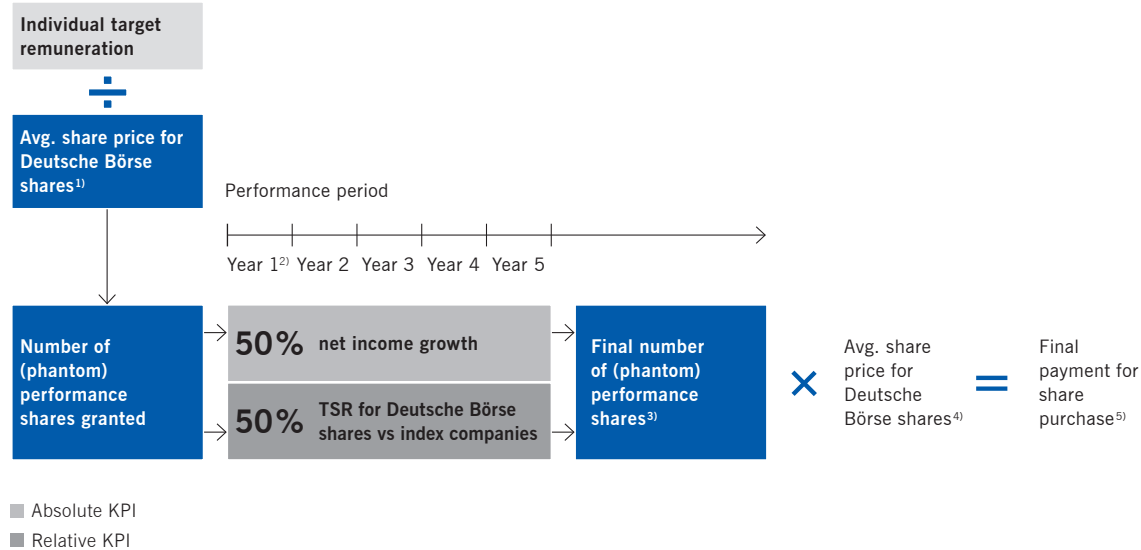 Individual target
remuneration
÷
Avg. share price for
Deutsche Börse
shares1)
Performance period
Year 12) Year 2 Year 3 Year 4 Year 5
Number of
(phantom)
performance
shares granted
50% net income growth
50% TSR for Deutsche Börse
shares vs index companies
Final number
of (phantom)
performance
shares3)
×
Avg. share
price for
Deutsche
Börse shares4)
=
Final
payment for
share
purchase5)
Absolute KPI
Relative KPI